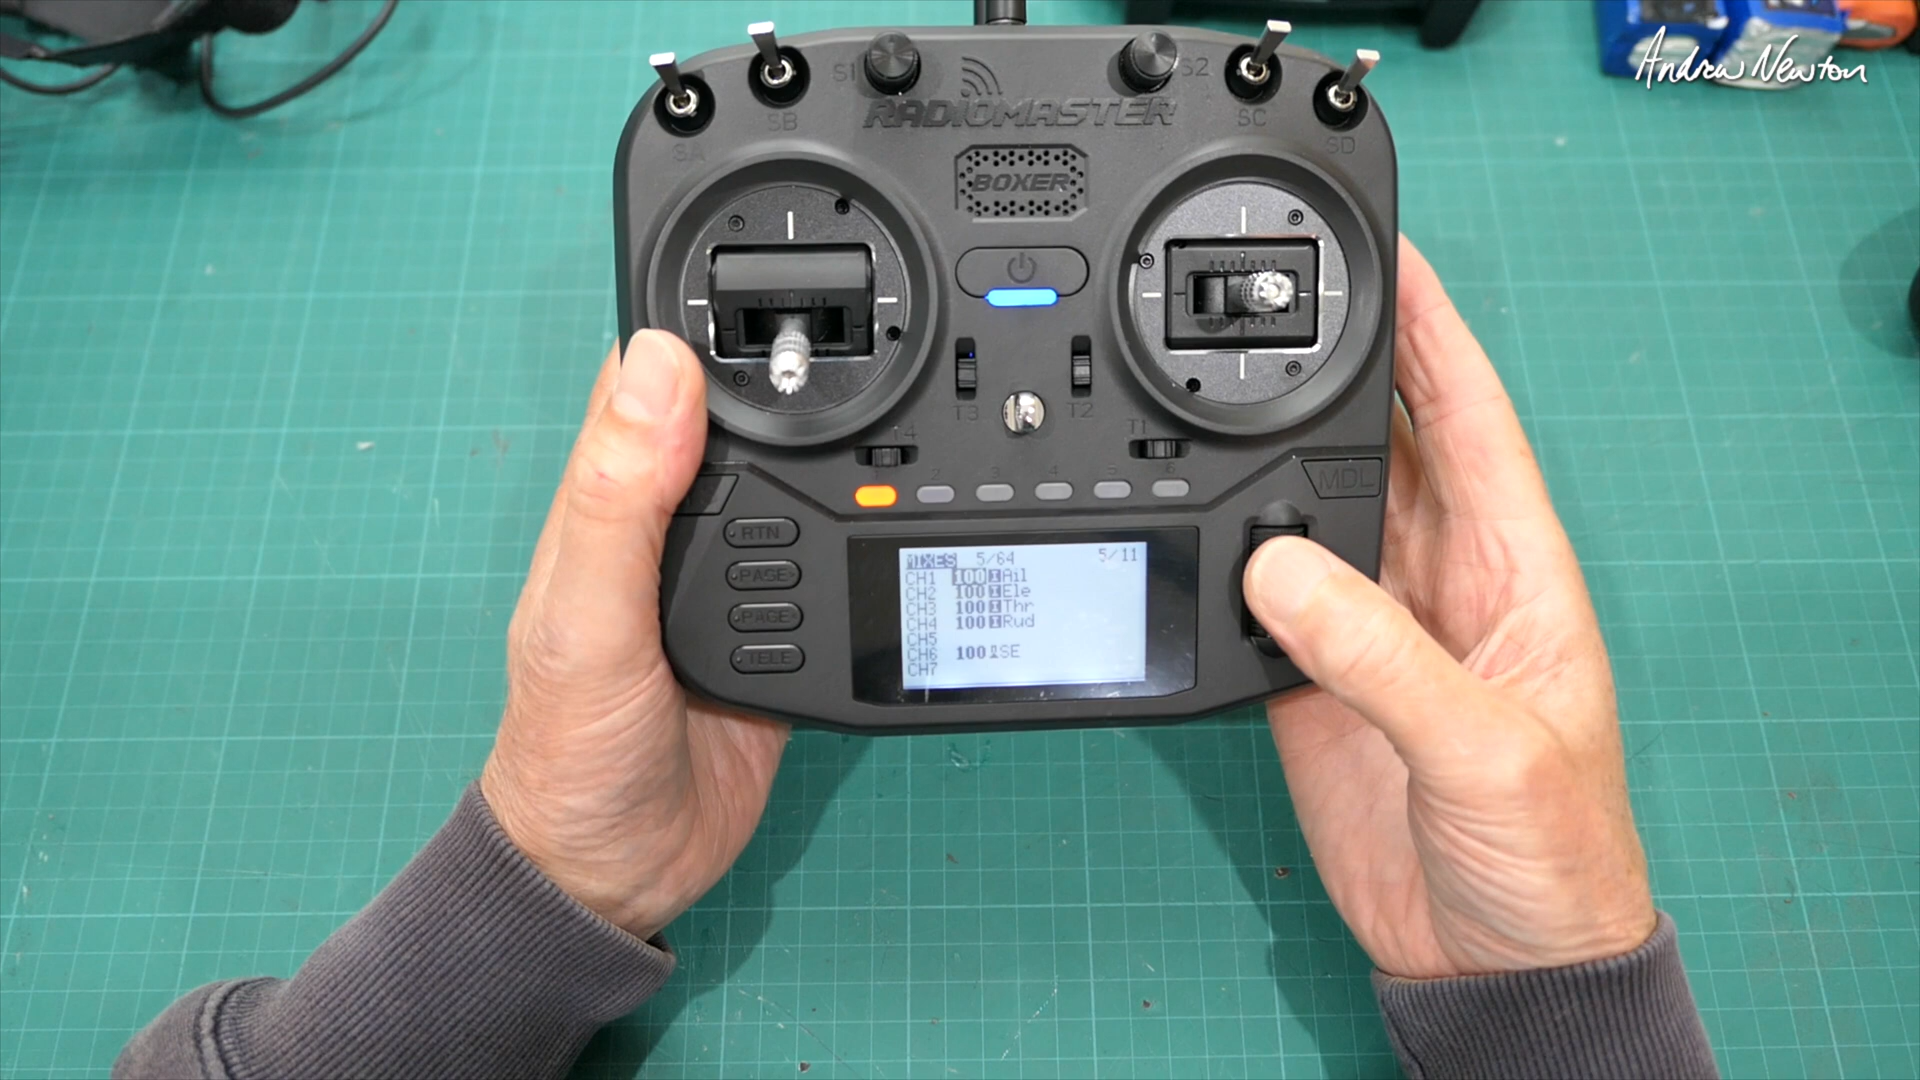 Andrew Newton
S1
S2
RADIOMASTER
SA
SB
SC
SD
BOXER
T3
T2
T4
T1
2
3
4
5
6
MDL
RTN
PAGE>
PAGE<
TELE
MIXES 5/64 5/11
CH1 100 I Ail
CH2 100 I Ele
CH3 100 I Thr
CH4 100 I Rud
CH5
CH6 100 SE
CH7